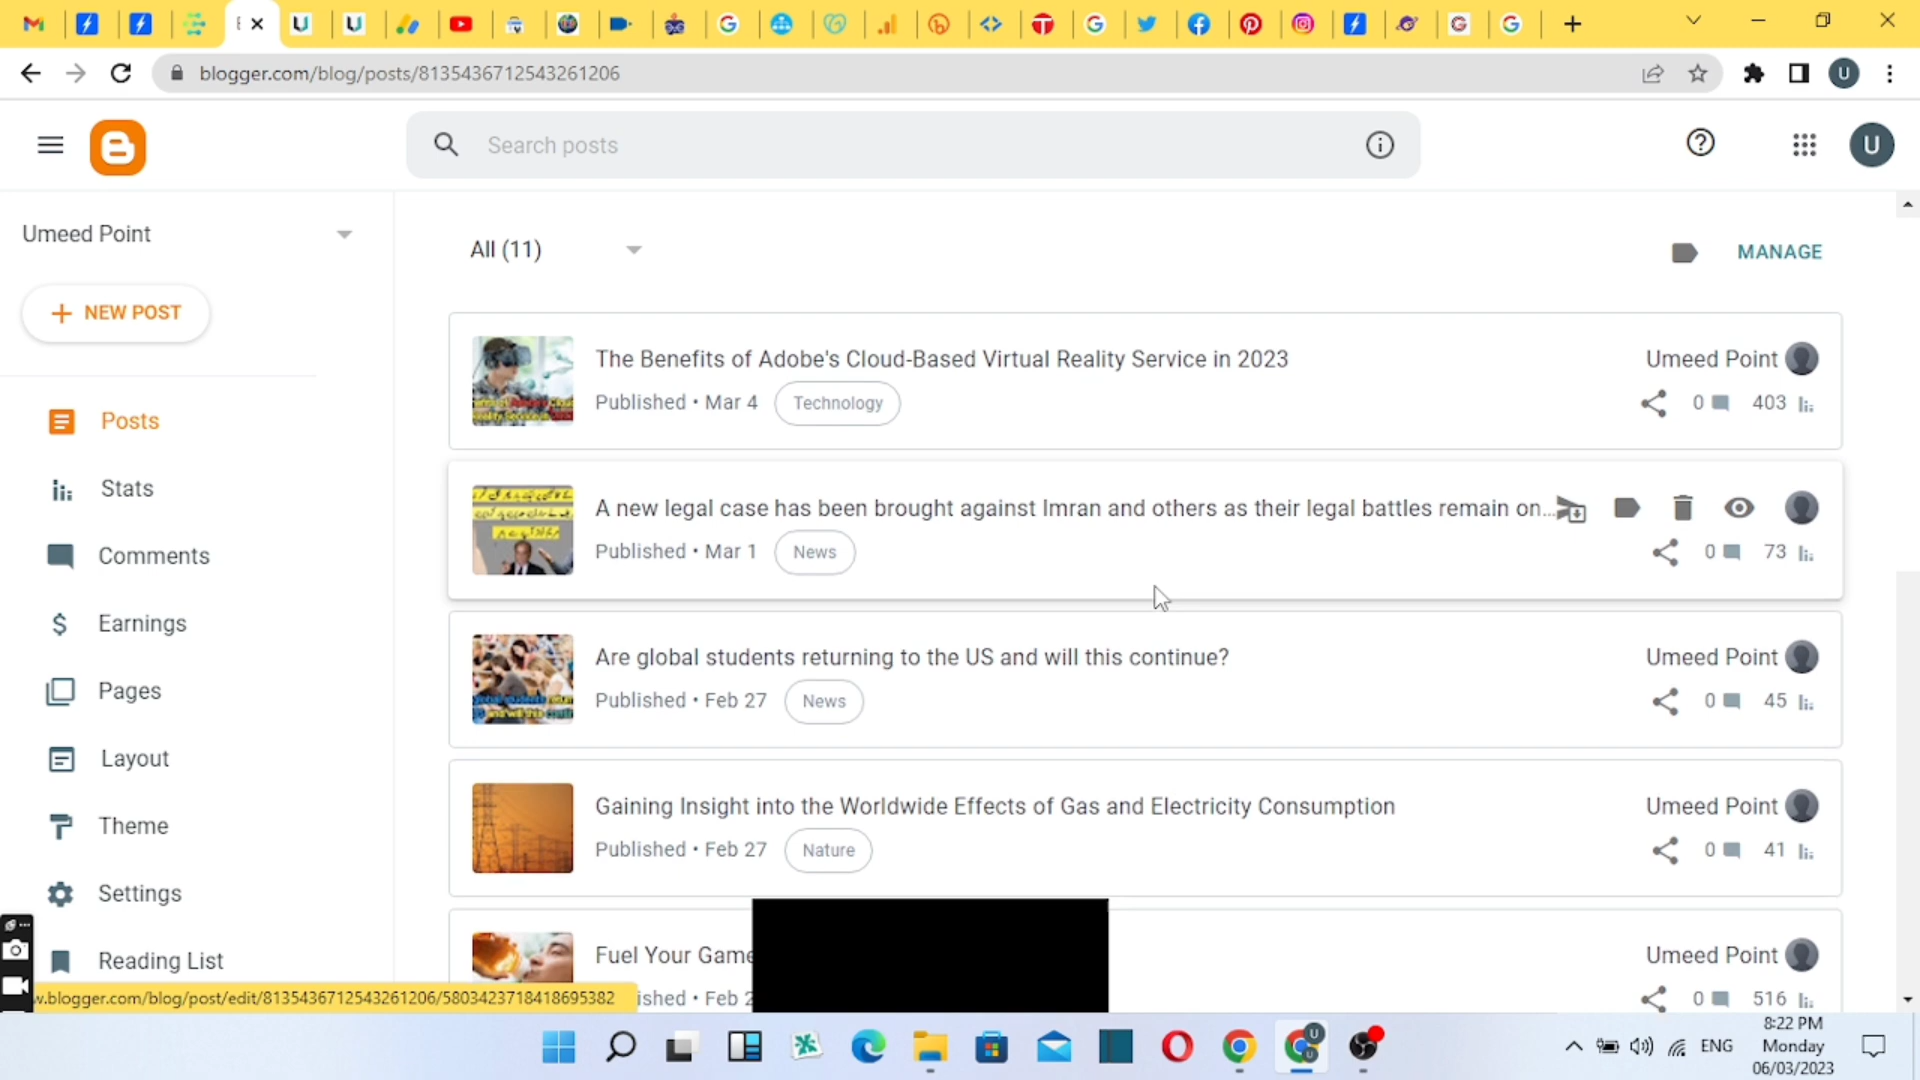 blogger.com/blog/posts/8135436712543261206
U
Search posts
U
Umeed Point
NEW POST
Posts
Stats
Comments
Earnings
Pages
Layout
Theme
Settings
Reading List
All (11)
MANAGE
The Benefits of Adobe's Cloud-Based Virtual Reality Service in 2023
Umeed Point
Published • Mar 4
Technology
0
403
A new legal case has been brought against Imran and others as their legal battles remain on...
Published • Mar 1
News
0
73
Are global students returning to the US and will this continue?
Umeed Point
Published • Feb 27
News
0
45
Gaining Insight into the Worldwide Effects of Gas and Electricity Consumption
Umeed Point
Published • Feb 27
Nature
0
41
Fuel Your Game
Umeed Point
0
516
w.blogger.com/blog/post/edit/8135436712543261206/5803423718418695382
ENG
8:22 PM
Monday
06/03/2023